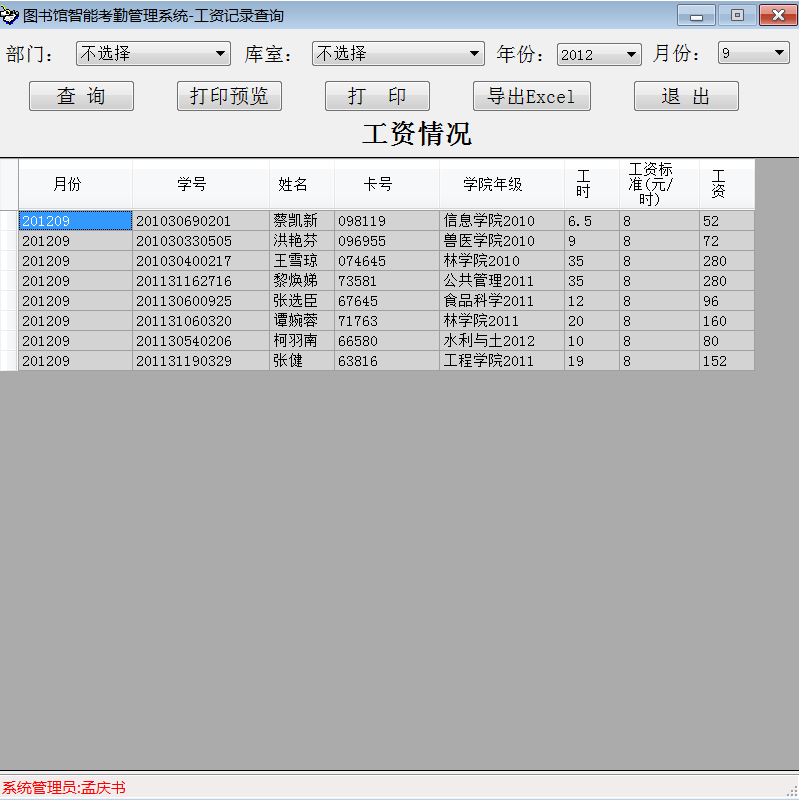 图书馆智能考勤管理系统-工资记录查询
部门： 不选择 库室： 不选择 年份： 2012 月份： 9
查 询 打印预览 打 印 导出Excel 退 出
工资情况
月份 学号 姓名 卡号 学院年级 工时 工资标准(元/时) 工资
201209 201030690201 蔡凯新 098119 信息学院2010 6.5 8 52
201209 201030330505 洪艳芬 096955 兽医学院2010 9 8 72
201209 201030400217 王雪琼 074645 林学院2010 35 8 280
201209 201131162716 黎焕娣 73581 公共管理2011 35 8 280
201209 201130600925 张选臣 67645 食品科学2011 12 8 96
201209 201131060320 谭婉蓉 71763 林学院2011 20 8 160
201209 201130540206 柯羽南 66580 水利与土2012 10 8 80
201209 201131190329 张健 63816 工程学院2011 19 8 152
系统管理员:孟庆书